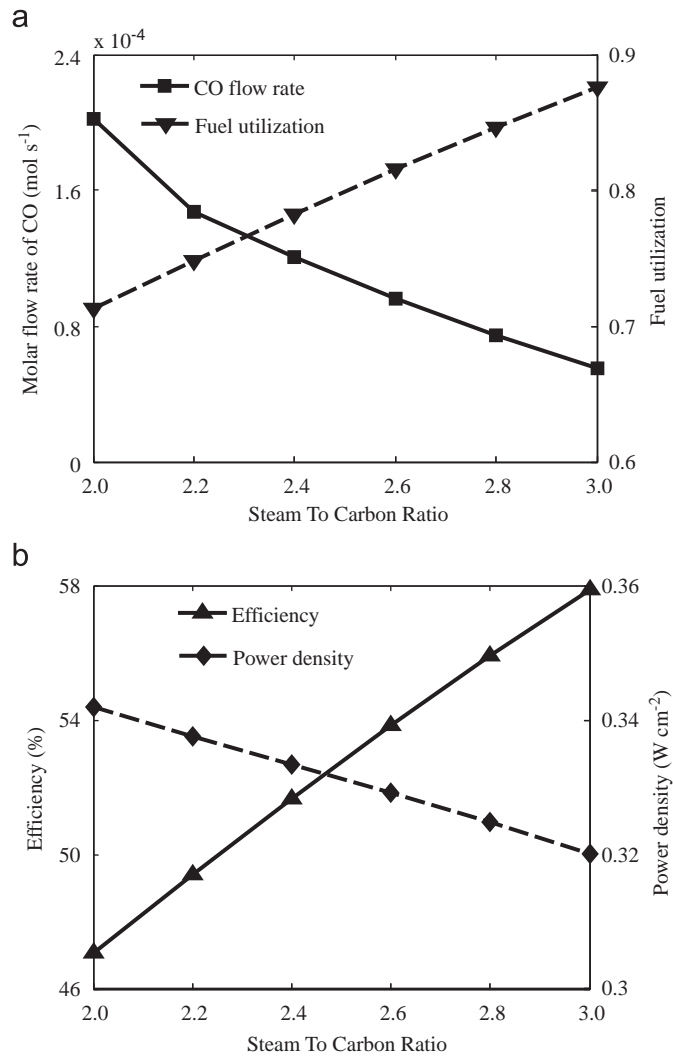 a
x 10⁻⁴
2.4
0.9
CO flow rate
Fuel utilization
1.6
0.8
Molar flow rate of CO (mol s⁻¹)
Fuel utilization
0.8
0.7
0
0.6
2.0 2.2 2.4 2.6 2.8 3.0
Steam To Carbon Ratio
b
58
0.36
Efficiency
Power density
54
0.34
Efficiency (%)
Power density (W cm⁻²)
50
0.32
46
0.3
2.0 2.2 2.4 2.6 2.8 3.0
Steam To Carbon Ratio